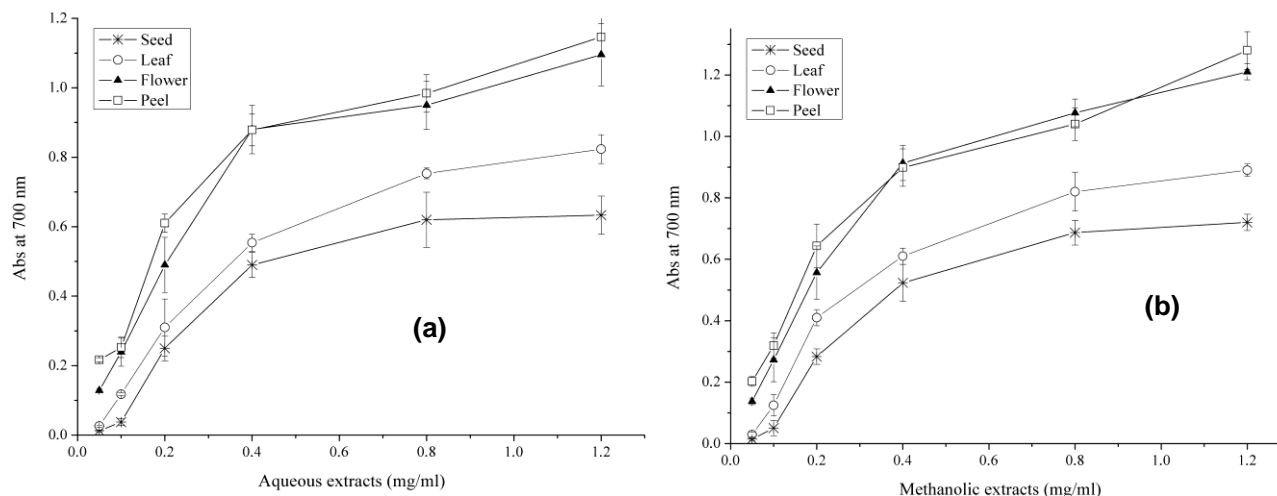 1.2
1.0
0.8
0.6
0.4
0.2
0.0
Abs at 700 nm
Seed
Leaf
Flower
Peel
(a)
0.0 0.2 0.4 0.6 0.8 1.0 1.2
Aqueous extracts (mg/ml)
1.2
1.0
0.8
0.6
0.4
0.2
0.0
Abs at 700 nm
Seed
Leaf
Flower
Peel
(b)
0.0 0.2 0.4 0.6 0.8 1.0 1.2
Methanolic extracts (mg/ml)